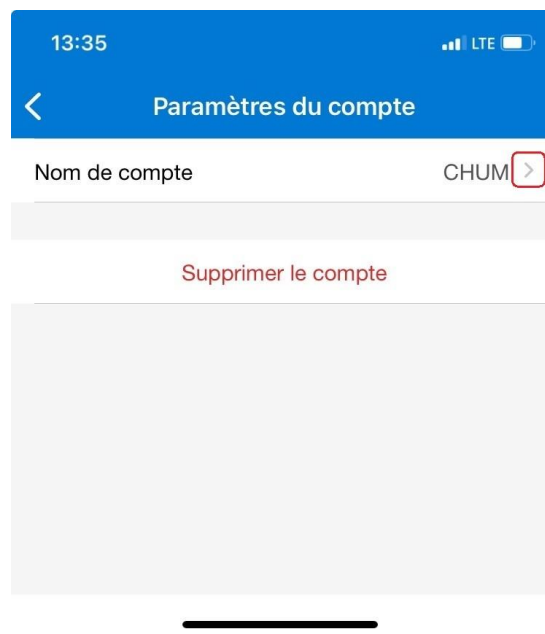 13:35 LTE
Paramètres du compte
Nom de compte CHUM
Supprimer le compte